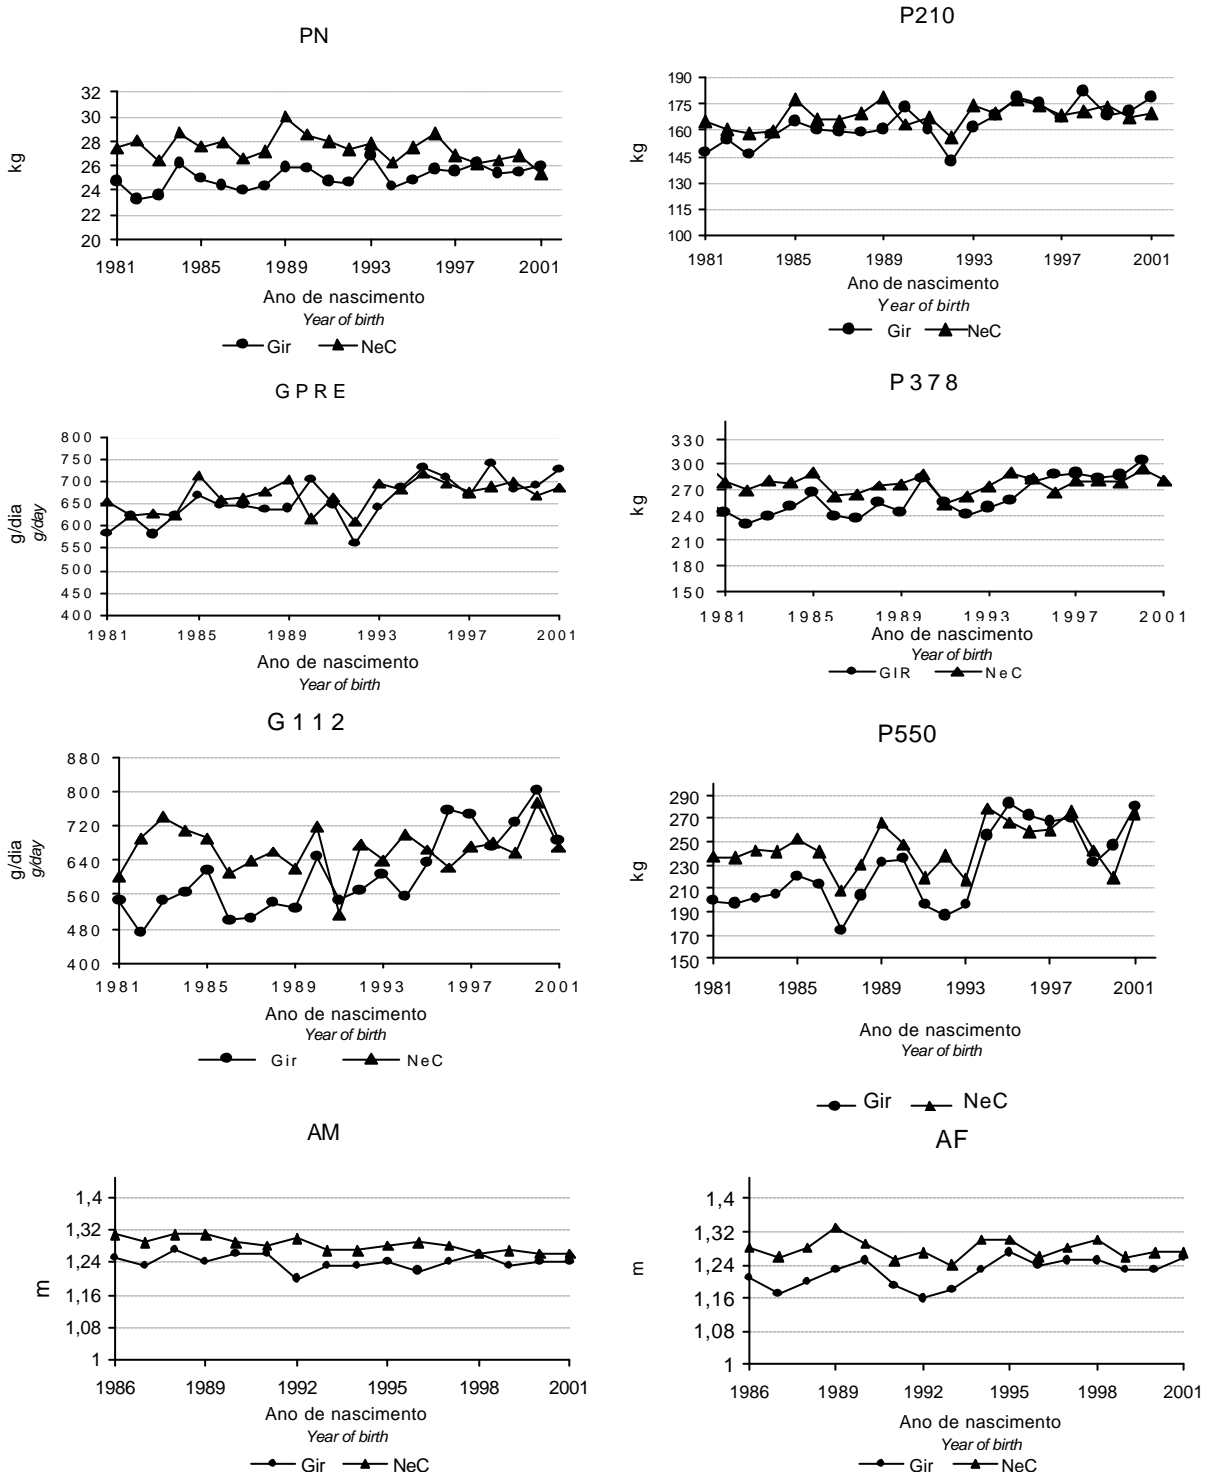 PN
kg
32
30
28
26
24
22
20
1981 1985 1989 1993 1997 2001
Ano de nascimento
Year of birth
Gir NeC
P210
kg
190
175
160
145
130
115
100
1981 1985 1989 1993 1997 2001
Ano de nascimento
Year of birth
Gir NeC
GPRE
g/dia
g/day
800
750
700
650
600
550
500
450
400
1981 1985 1989 1993 1997 2001
Ano de nascimento
Year of birth
Gir NeC
P378
kg
330
300
270
240
210
180
150
1981 1985 1989 1993 1997 2001
Ano de nascimento
Year of birth
GIR NeC
G112
g/dia
g/day
880
800
720
640
560
480
400
1981 1985 1989 1993 1997 2001
Ano de nascimento
Year of birth
Gir NeC
P550
kg
290
270
250
230
210
190
170
150
1981 1985 1989 1993 1997 2001
Ano de nascimento
Year of birth
Gir NeC
AM
m
1,4
1,32
1,24
1,16
1,08
1
1986 1989 1992 1995 1998 2001
Ano de nascimento
Year of birth
Gir NeC
AF
m
1,4
1,32
1,24
1,16
1,08
1
1986 1989 1992 1995 1998 2001
Ano de nascimento
Year of birth
Gir NeC